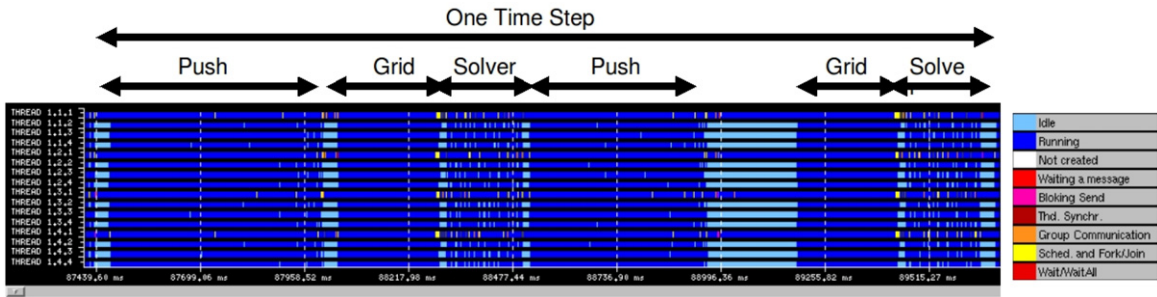 One Time Step
Push Grid Solver Push Grid Solve
THREAD 1.1.1
THREAD 1.1.2
THREAD 1.1.3
THREAD 1.1.4
THREAD 1.2.1
THREAD 1.2.2
THREAD 1.2.3
THREAD 1.2.4
THREAD 1.3.1
THREAD 1.3.2
THREAD 1.3.3
THREAD 1.3.4
THREAD 1.4.1
THREAD 1.4.2
THREAD 1.4.3
THREAD 1.4.4
87439.60 ms 87699.06 ms 87958.52 ms 88217.98 ms 88477.44 ms 88736.90 ms 88996.36 ms 89255.82 ms 89515.27 ms
Idle
Running
Not created
Waiting a message
Bloking Send
Thd. Synchr.
Group Communication
Sched. and Fork/Join
Wait/WaitAll